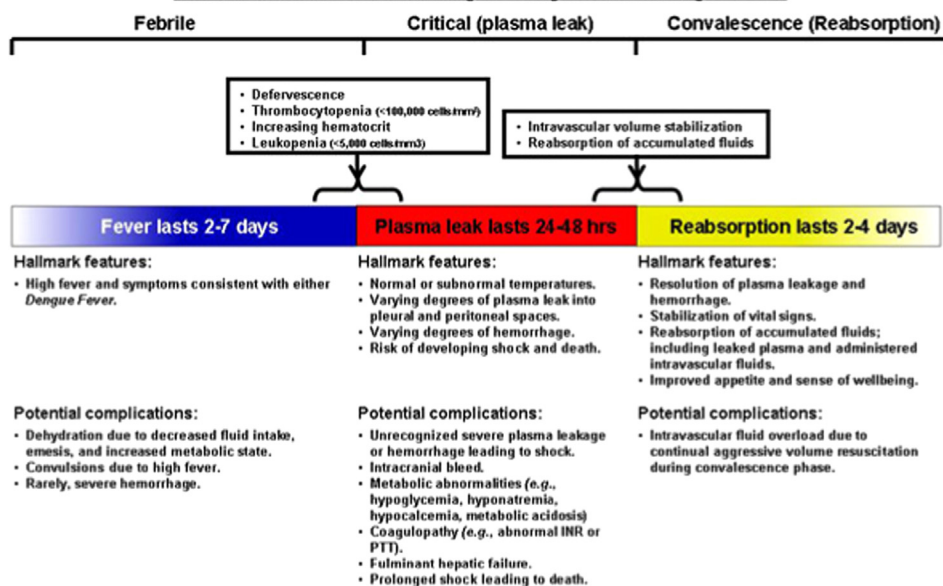 Febrile
Critical (plasma leak)
Convalescence (Reabsorption)
• Defervescence
• Thrombocytopenia (<100,000 cells/mm³)
• Increasing hematocrit
• Leukopenia (<5,000 cells/mm3)
• Intravascular volume stabilization
• Reabsorption of accumulated fluids
Fever lasts 2-7 days
Plasma leak lasts 24-48 hrs
Reabsorption lasts 2-4 days
Hallmark features:
• High fever and symptoms consistent with either
Dengue Fever.
Potential complications:
• Dehydration due to decreased fluid intake,
emesis, and increased metabolic state.
• Convulsions due to high fever.
• Rarely, severe hemorrhage.
Hallmark features:
• Normal or subnormal temperatures.
• Varying degrees of plasma leak into
pleural and peritoneal spaces.
• Varying degrees of hemorrhage.
• Risk of developing shock and death.
Potential complications:
• Unrecognized severe plasma leakage
or hemorrhage leading to shock.
• Intracranial bleed.
• Metabolic abnormalities (e.g.,
hypoglycemia, hyponatremia,
hypocalcemia, metabolic acidosis)
• Coagulopathy (e.g., abnormal INR or
PTT).
• Fulminant hepatic failure.
• Prolonged shock leading to death.
Hallmark features:
• Resolution of plasma leakage and
hemorrhage.
• Stabilization of vital signs.
• Reabsorption of accumulated fluids;
including leaked plasma and administered
intravascular fluids.
• Improved appetite and sense of wellbeing.
Potential complications:
• Intravascular fluid overload due to
continual aggressive volume resuscitation
during convalescence phase.